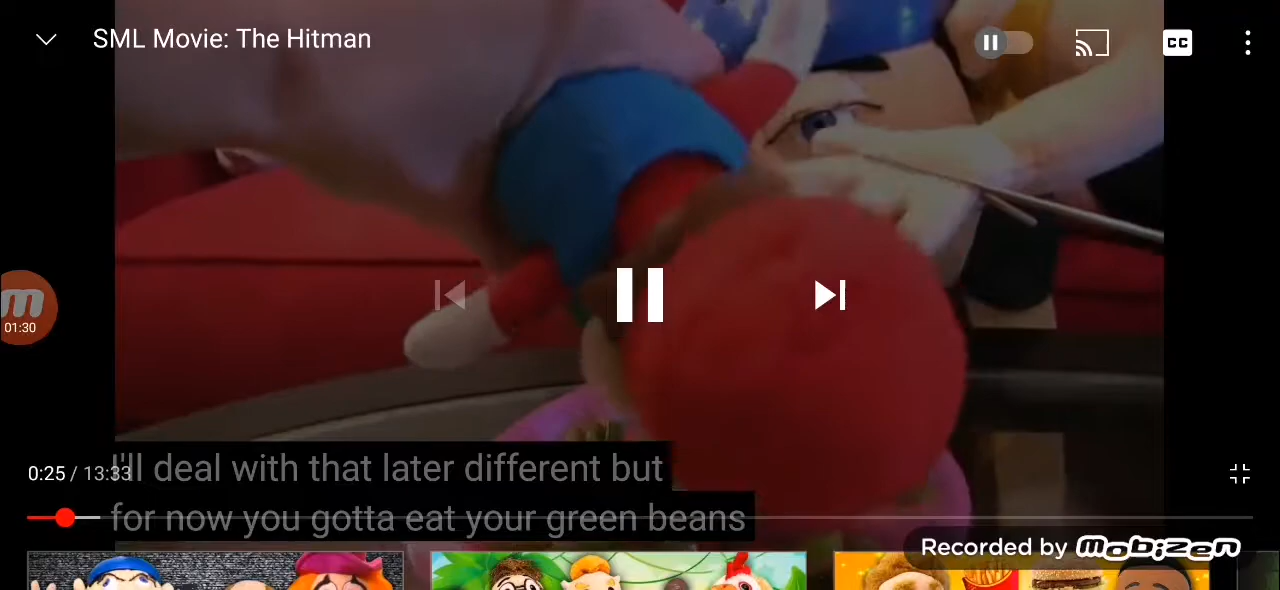 SML Movie: The Hitman
CC
01:30
I'll deal with that later different but
0:25 / 13:33
for now you gotta eat your green beans
Recorded by mobizen